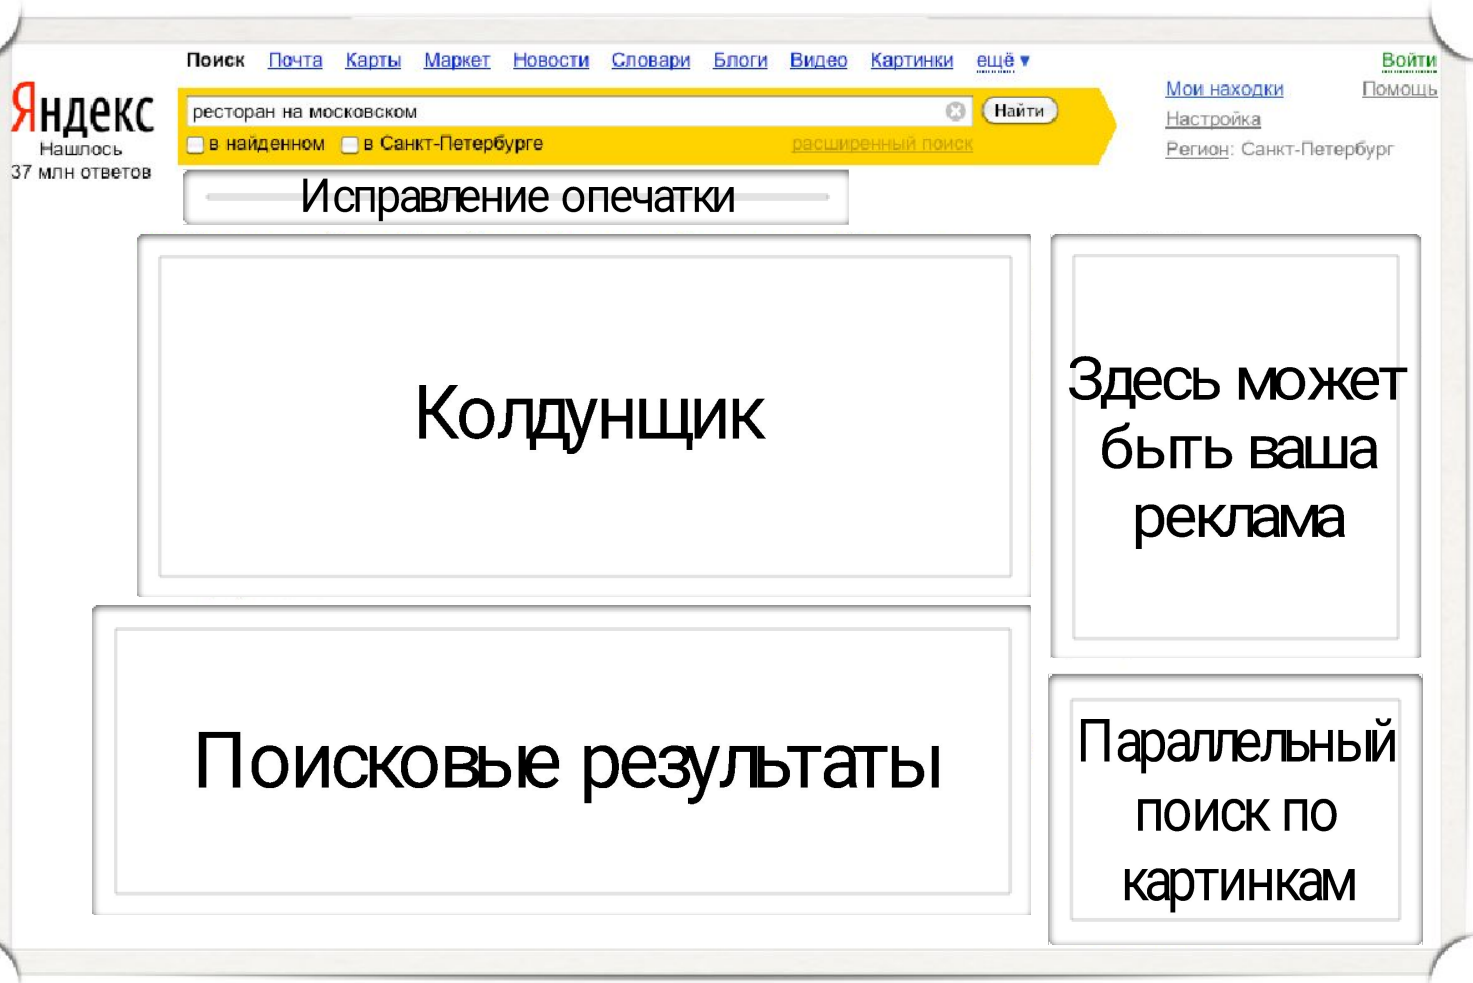 Поиск Почта Карты Маркет Новости Словари Блоги Видео Картинки ещё ▼ Войти
Яндекс
Нашлось
37 млн ответов
ресторан на московском Найти
в найденном в Санкт-Петербурге расширенный поиск
Мои находки Помощь
Настройка
Регион: Санкт-Петербург
Исправление опечатки
Колдунщик
Здесь может
быть ваша
реклама
Поисковые результаты
Параллельный
поиск по
картинкам